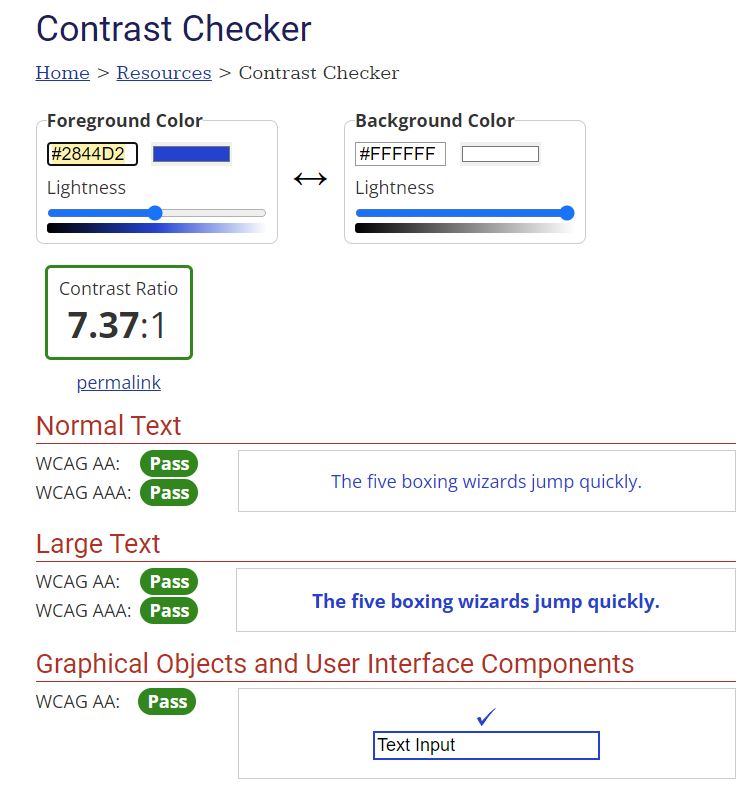 Contrast Checker
Home > Resources > Contrast Checker
Foreground Color
#2844D2
Lightness
Background Color
#FFFFFF
Lightness
Contrast Ratio
7.37:1
permalink
Normal Text
WCAG AA: Pass
WCAG AAA: Pass
The five boxing wizards jump quickly.
Large Text
WCAG AA: Pass
WCAG AAA: Pass
The five boxing wizards jump quickly.
Graphical Objects and User Interface Components
WCAG AA: Pass
Text Input